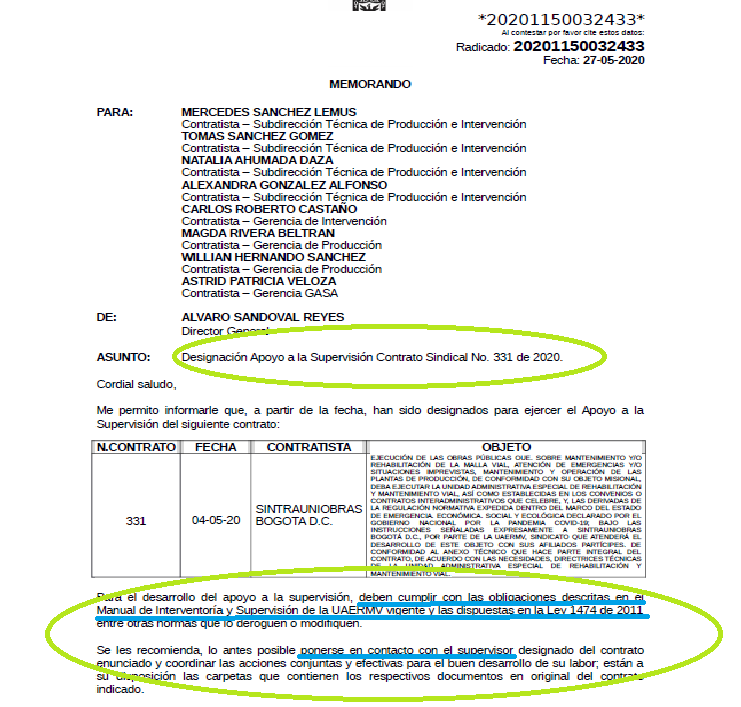 *20201150032433*
Al contestar por favor cite estos datos:
Radicado: 20201150032433
Fecha: 27-05-2020
MEMORANDO
PARA: MERCEDES SANCHEZ LEMUS
Contratista – Subdirección Técnica de Producción e Intervención
TOMAS SANCHEZ GOMEZ
Contratista – Subdirección Técnica de Producción e Intervención
NATALIA AHUMADA DAZA
Contratista – Subdirección Técnica de Producción e Intervención
ALEXANDRA GONZALEZ ALFONSO
Contratista – Subdirección Técnica de Producción e Intervención
CARLOS ROBERTO CASTAÑO
Contratista – Gerencia de Intervención
MAGDA RIVERA BELTRAN
Contratista – Gerencia de Producción
WILLIAN HERNANDO SANCHEZ
Contratista – Gerencia de Producción
ASTRID PATRICIA VELOZA
Contratista – Gerencia GASA
DE: ALVARO SANDOVAL REYES
Director General
ASUNTO: Designación Apoyo a la Supervisión Contrato Sindical No. 331 de 2020.
Cordial saludo,
Me permito informarle que, a partir de la fecha, han sido designados para ejercer el Apoyo a la
Supervisión del siguiente contrato:
N.CONTRATO FECHA CONTRATISTA OBJETO
331 04-05-20 SINTRAUNIOBRAS
BOGOTA D.C..
EJECUCIÓN DE LAS OBRAS PÚBLICAS QUE. SOBRE MANTENIMIENTO Y/O
REHABILITACIÓN DE LA MALLA VIAL, ATENCIÓN DE EMERGENCIAS Y/O
SITUACIONES IMPREVISTAS, MANTENIMIENTO Y OPERACIÓN DE LAS
PLANTAS DE PRODUCCIÓN, DE CONFORMIDAD CON SU OBJETO MISIONAL,
DEBA EJECUTAR LA UNIDAD ADMINISTRATIVA ESPECIAL DE REHABILITACIÓN
Y MANTENIMIENTO VIAL, ASÍ COMO ESTABLECIDAS EN LOS CONVENIOS O
CONTRATOS INTERADMINISTRATIVOS QUE CELEBRE, Y, LAS DERIVADAS DE
LA REGULACIÓN NORMATIVA EXPEDIDA DENTRO DEL MARCO DEL ESTADO
DE EMERGENCIA, ECONÓMICA, SOCIAL Y ECOLÓGICA DECLARADO POR EL
GOBIERNO NACIONAL POR LA PANDEMIA COVID-19; BAJO LAS
INSTRUCCIONES SEÑALADAS EXPRESAMENTE A SINTRAUNIOBRAS
BOGOTÁ D.C., POR PARTE DE LA UAERMV, SINDICATO QUE ATENDERÁ EL
DESARROLLO DE ESTE OBJETO CON SUS AFILIADOS PARTÍCIPES. DE
CONFORMIDAD AL ANEXO TÉCNICO QUE HACE PARTE INTEGRAL DEL
CONTRATO, DE ACUERDO CON LAS NECESIDADES, DIRECTRICES TÉCNICAS
DE LA UNIDAD ADMINISTRATIVA ESPECIAL DE REHABILITACIÓN Y
MANTENIMIENTO VIAL.
Para el desarrollo del apoyo a la supervisión, deben cumplir con las obligaciones descritas en el
Manual de Interventoría y Supervisión de la UAERMV vigente y las dispuestas en la Ley 1474 de 2011
entre otras normas que lo deroguen o modifiquen.
Se les recomienda, lo antes posible ponerse en contacto con el supervisor designado del contrato
enunciado y coordinar las acciones conjuntas y efectivas para el buen desarrollo de su labor; están a
su disposición las carpetas que contienen los respectivos documentos en original del contrato
indicado.